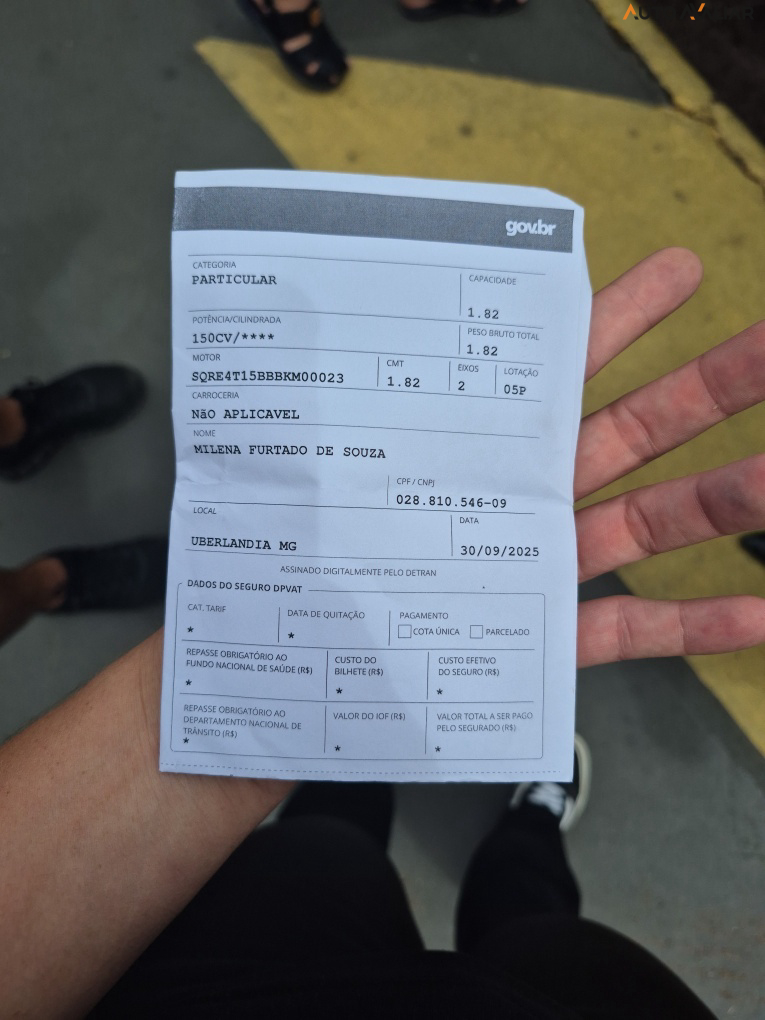 gov.br
CATEGORIA
PARTICULAR
CAPACIDADE
1.82
POTÊNCIA/CILINDRADA
150CV/****
PESO BRUTO TOTAL
1.82
MOTOR
SQRE4T15BBBKM00023
CMT
1.82
EIXOS
2
LOTAÇÃO
05P
CARROCERIA
NãO APLICAVEL
NOME
MILENA FURTADO DE SOUZA
CPF / CNPJ
028.810.546-09
LOCAL
UBERLANDIA MG
DATA
30/09/2025
ASSINADO DIGITALMENTE PELO DETRAN
DADOS DO SEGURO DPVAT
CAT. TARIF
*
DATA DE QUITAÇÃO
*
PAGAMENTO
COTA ÚNICA PARCELADO
REPASSE OBRIGATÓRIO AO
FUNDO NACIONAL DE SAÚDE (R$)
*
CUSTO DO
BILHETE (R$)
*
CUSTO EFETIVO
DO SEGURO (R$)
*
REPASSE OBRIGATÓRIO AO
DEPARTAMENTO NACIONAL DE
TRÂNSITO (R$)
*
VALOR DO IOF (R$)
*
VALOR TOTAL A SER PAGO
PELO SEGURADO (R$)
*